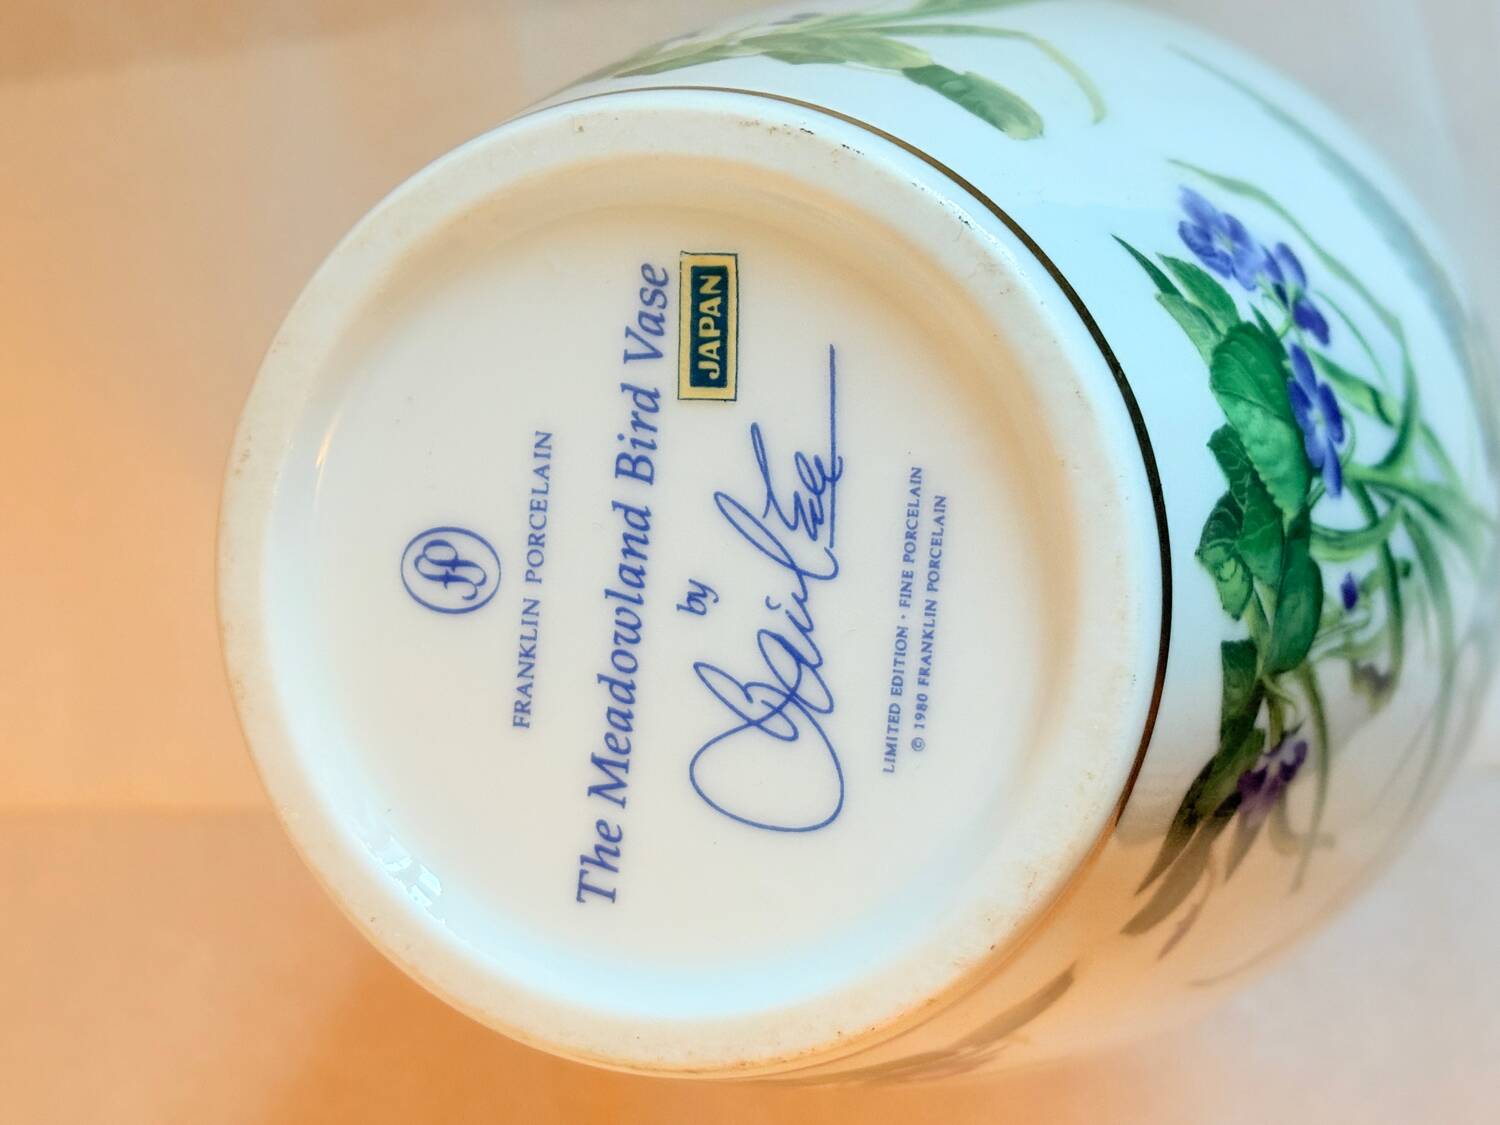 fp
FRANKLIN PORCELAIN
The Meadowland Bird Vase
JAPAN
by
LIMITED EDITION • FINE PORCELAIN
© 1980 FRANKLIN PORCELAIN